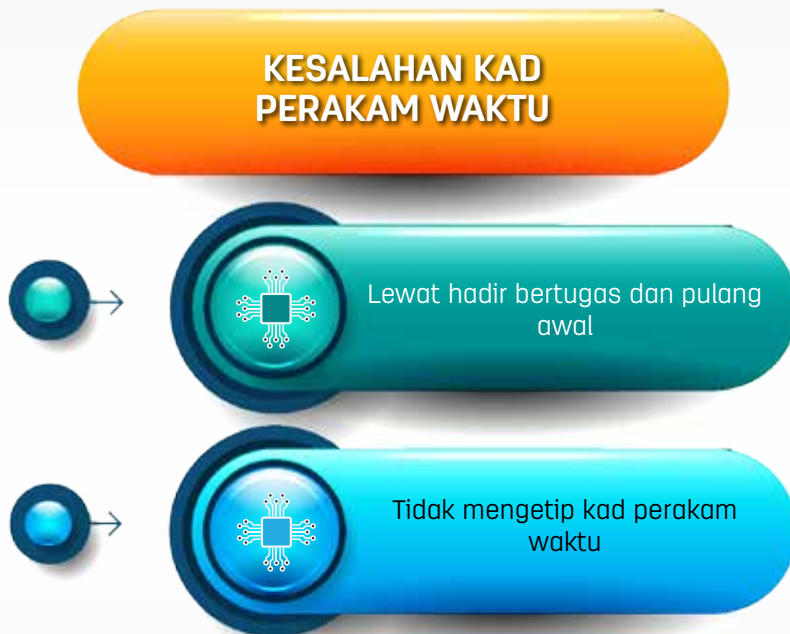 KESALAHAN KAD
PERAKAM WAKTU
Lewat hadir bertugas dan pulang
awal
Tidak mengetip kad perakam
waktu